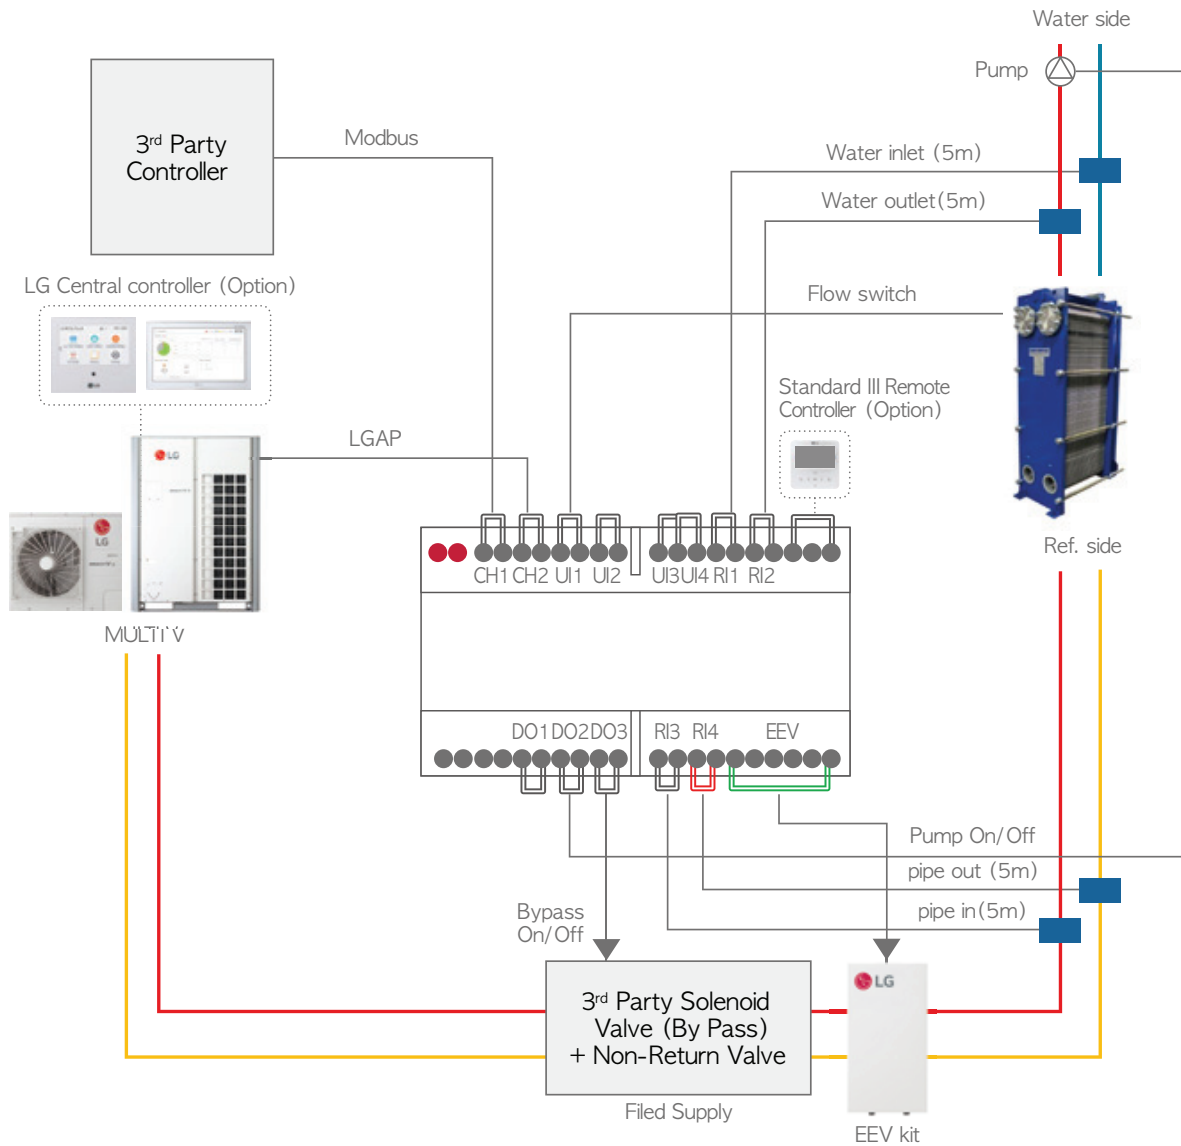 Water side
Pump
3rd Party
Controller
Modbus
Water inlet (5m)
Water outlet(5m)
LG Central controller (Option)
Flow switch
Standard III Remote
Controller (Option)
LGAP
LG
LG
LG
CH1 CH2 UI1 UI2 UI3 UI4 RI1 RI2
Ref. side
MULTI V
DO1 DO2 DO3 RI3 RI4 EEV
Pump On/Off
pipe out (5m)
pipe in(5m)
Bypass
On/Off
3rd Party Solenoid
Valve (By Pass)
+ Non-Return Valve
LG
Filed Supply
EEV kit